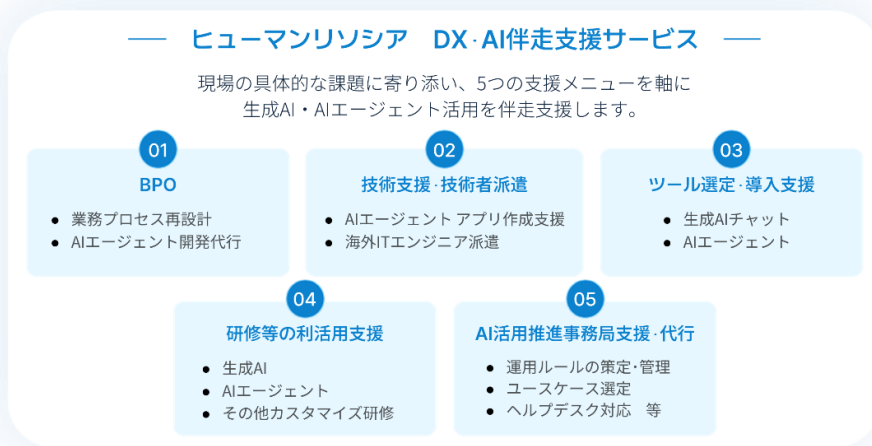 ヒューマンリソシア DX・AI伴走支援サービス
現場の具体的な課題に寄り添い、5つの支援メニューを軸に
生成AI・AIエージェント活用を伴走支援します。
01
BPO
● 業務プロセス再設計
● AIエージェント開発代行
02
技術支援・技術者派遣
● AIエージェント アプリ作成支援
● 海外ITエンジニア派遣
03
ツール選定・導入支援
● 生成AIチャット
● AIエージェント
04
研修等の利活用支援
● 生成AI
● AIエージェント
● その他カスタマイズ研修
05
AI活用推進事務局支援・代行
● 運用ルールの策定・管理
● ユースケース選定
● ヘルプデスク対応 等